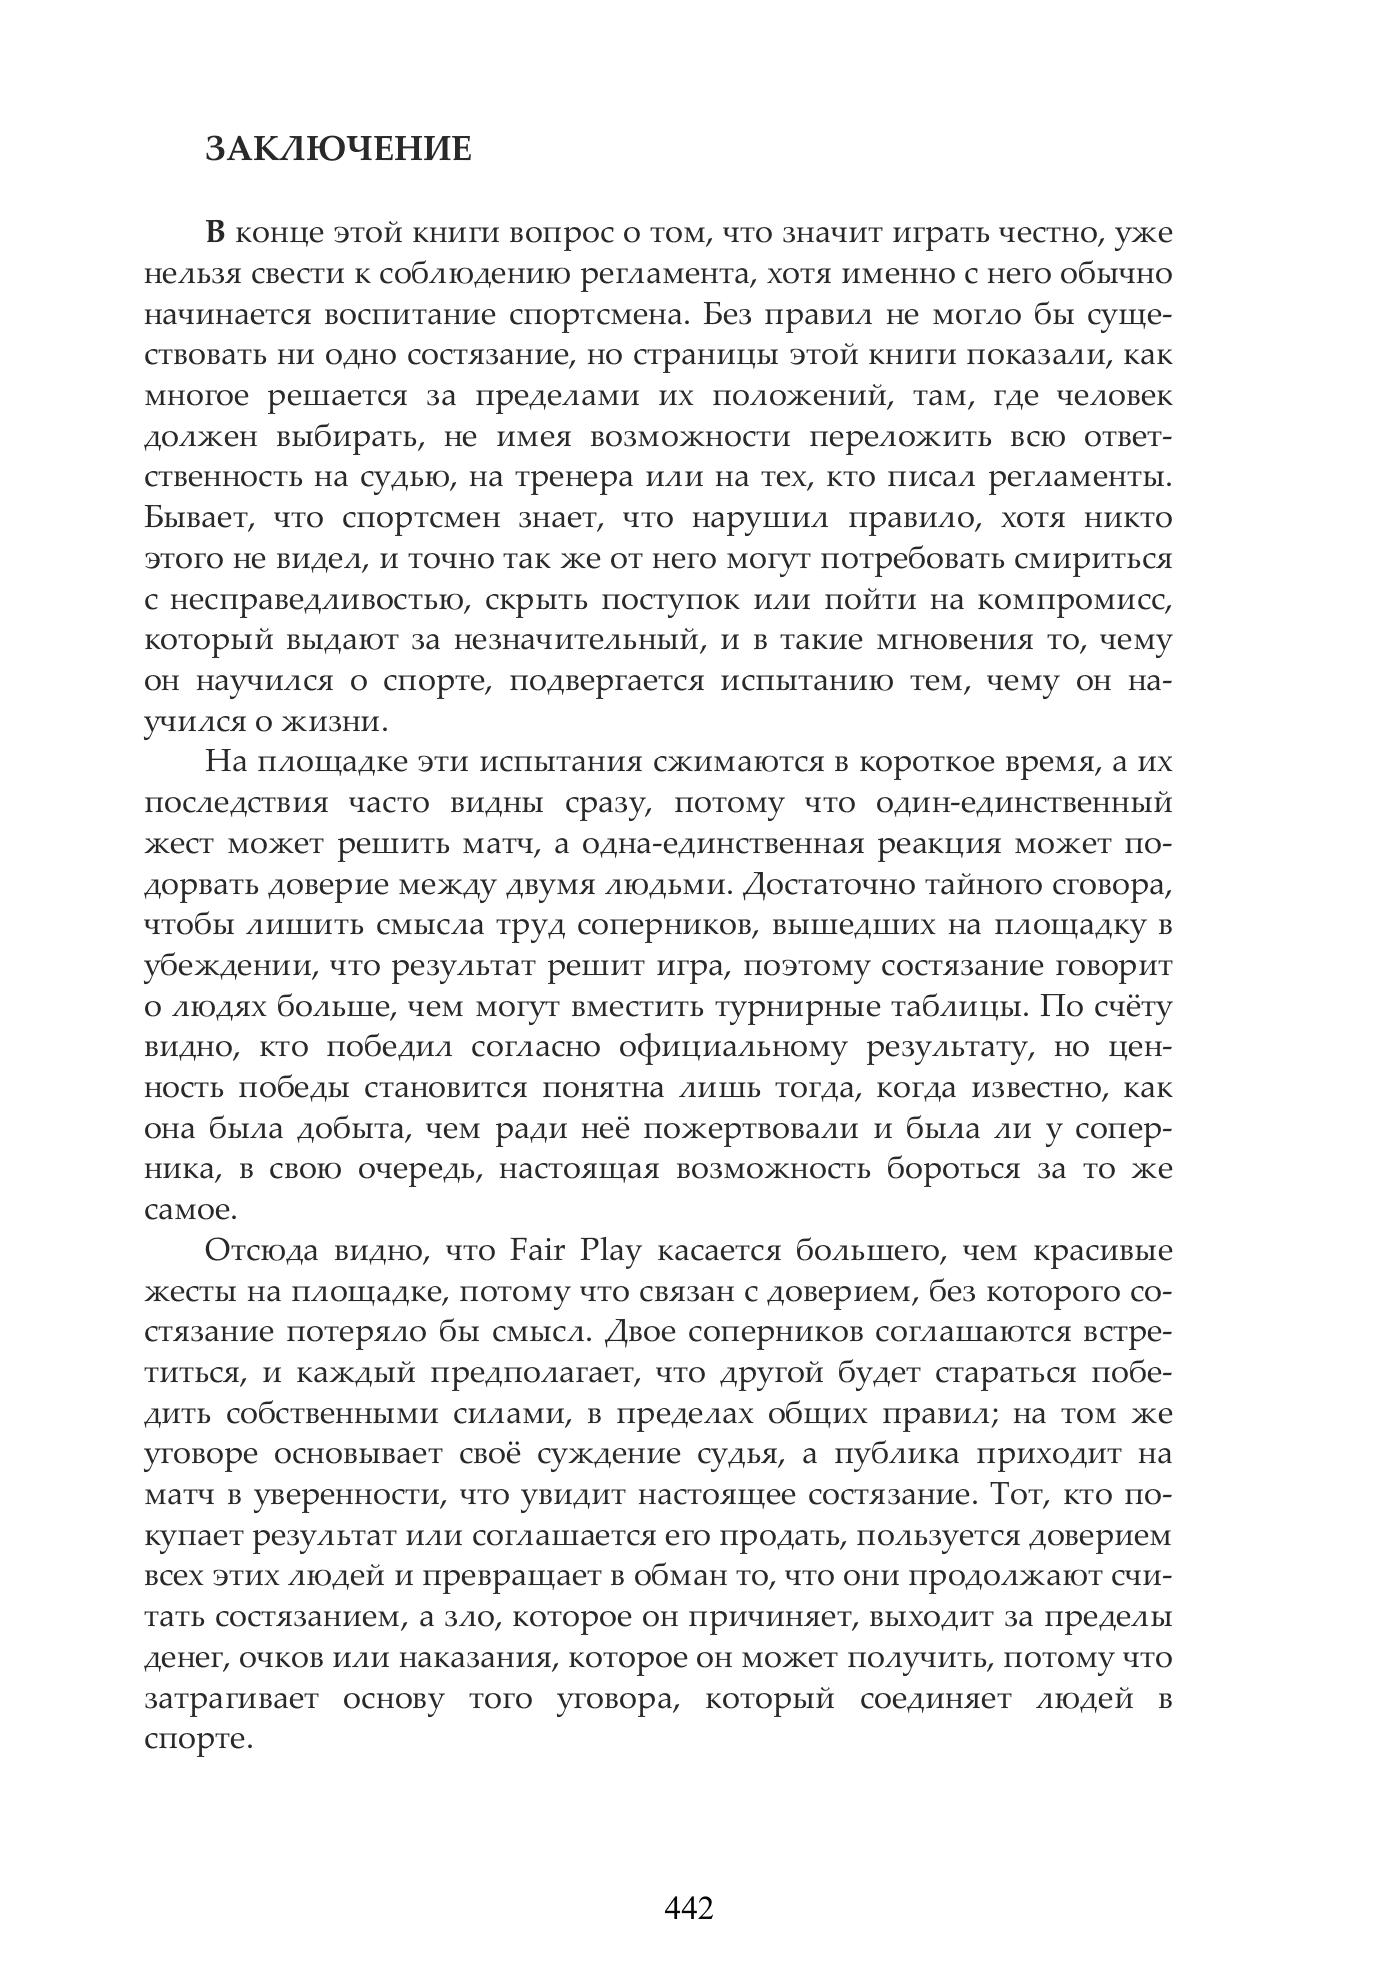 ЗАКЛЮЧЕНИЕ
В конце этой книги вопрос о том, что значит играть честно, уже
нельзя свести к соблюдению регламента, хотя именно с него обычно
начинается воспитание спортсмена. Без правил не могло бы суще-
ствовать ни одно состязание, но страницы этой книги показали, как
многое решается за пределами их положений, там, где человек
должен выбирать, не имея возможности переложить всю ответ-
ственность на судью, на тренера или на тех, кто писал регламенты.
Бывает, что спортсмен знает, что нарушил правило, хотя никто
этого не видел, и точно так же от него могут потребовать смириться
с несправедливостью, скрыть поступок или пойти на компромисс,
который выдают за незначительный, и в такие мгновения то, чему
он научился о спорте, подвергается испытанию тем, чему он на-
учился о жизни.
На площадке эти испытания сжимаются в короткое время, а их
последствия часто видны сразу, потому что один-единственный
жест может решить матч, а одна-единственная реакция может по-
дорвать доверие между двумя людьми. Достаточно тайного сговора,
чтобы лишить смысла труд соперников, вышедших на площадку в
убеждении, что результат решит игра, поэтому состязание говорит
о людях больше, чем могут вместить турнирные таблицы. По счёту
видно, кто победил согласно официальному результату, но цен-
ность победы становится понятна лишь тогда, когда известно, как
она была добыта, чем ради неё пожертвовали и была ли у сопер-
ника, в свою очередь, настоящая возможность бороться за то же
самое.
Отсюда видно, что Fair Play касается большего, чем красивые
жесты на площадке, потому что связан с доверием, без которого со-
стязание потеряло бы смысл. Двое соперников соглашаются встре-
титься, и каждый предполагает, что другой будет стараться побе-
дить собственными силами, в пределах общих правил; на том же
уговоре основывает своё суждение судья, а публика приходит на
матч в уверенности, что увидит настоящее состязание. Тот, кто по-
купает результат или соглашается его продать, пользуется доверием
всех этих людей и превращает в обман то, что они продолжают счи-
тать состязанием, а зло, которое он причиняет, выходит за пределы
денег, очков или наказания, которое он может получить, потому что
затрагивает основу того уговора, который соединяет людей в
спорте.
442